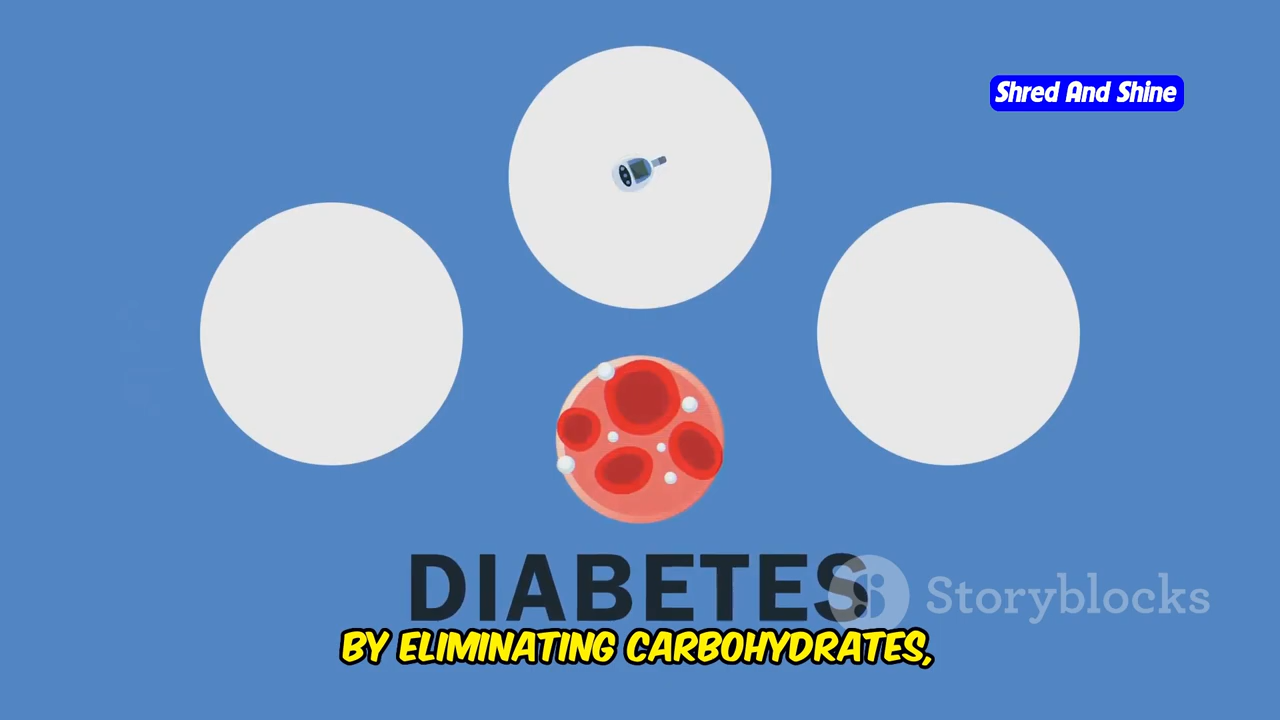 Shred And Shine
DIABETES
Storyblocks
BY ELIMINATING CARBOHYDRATES,